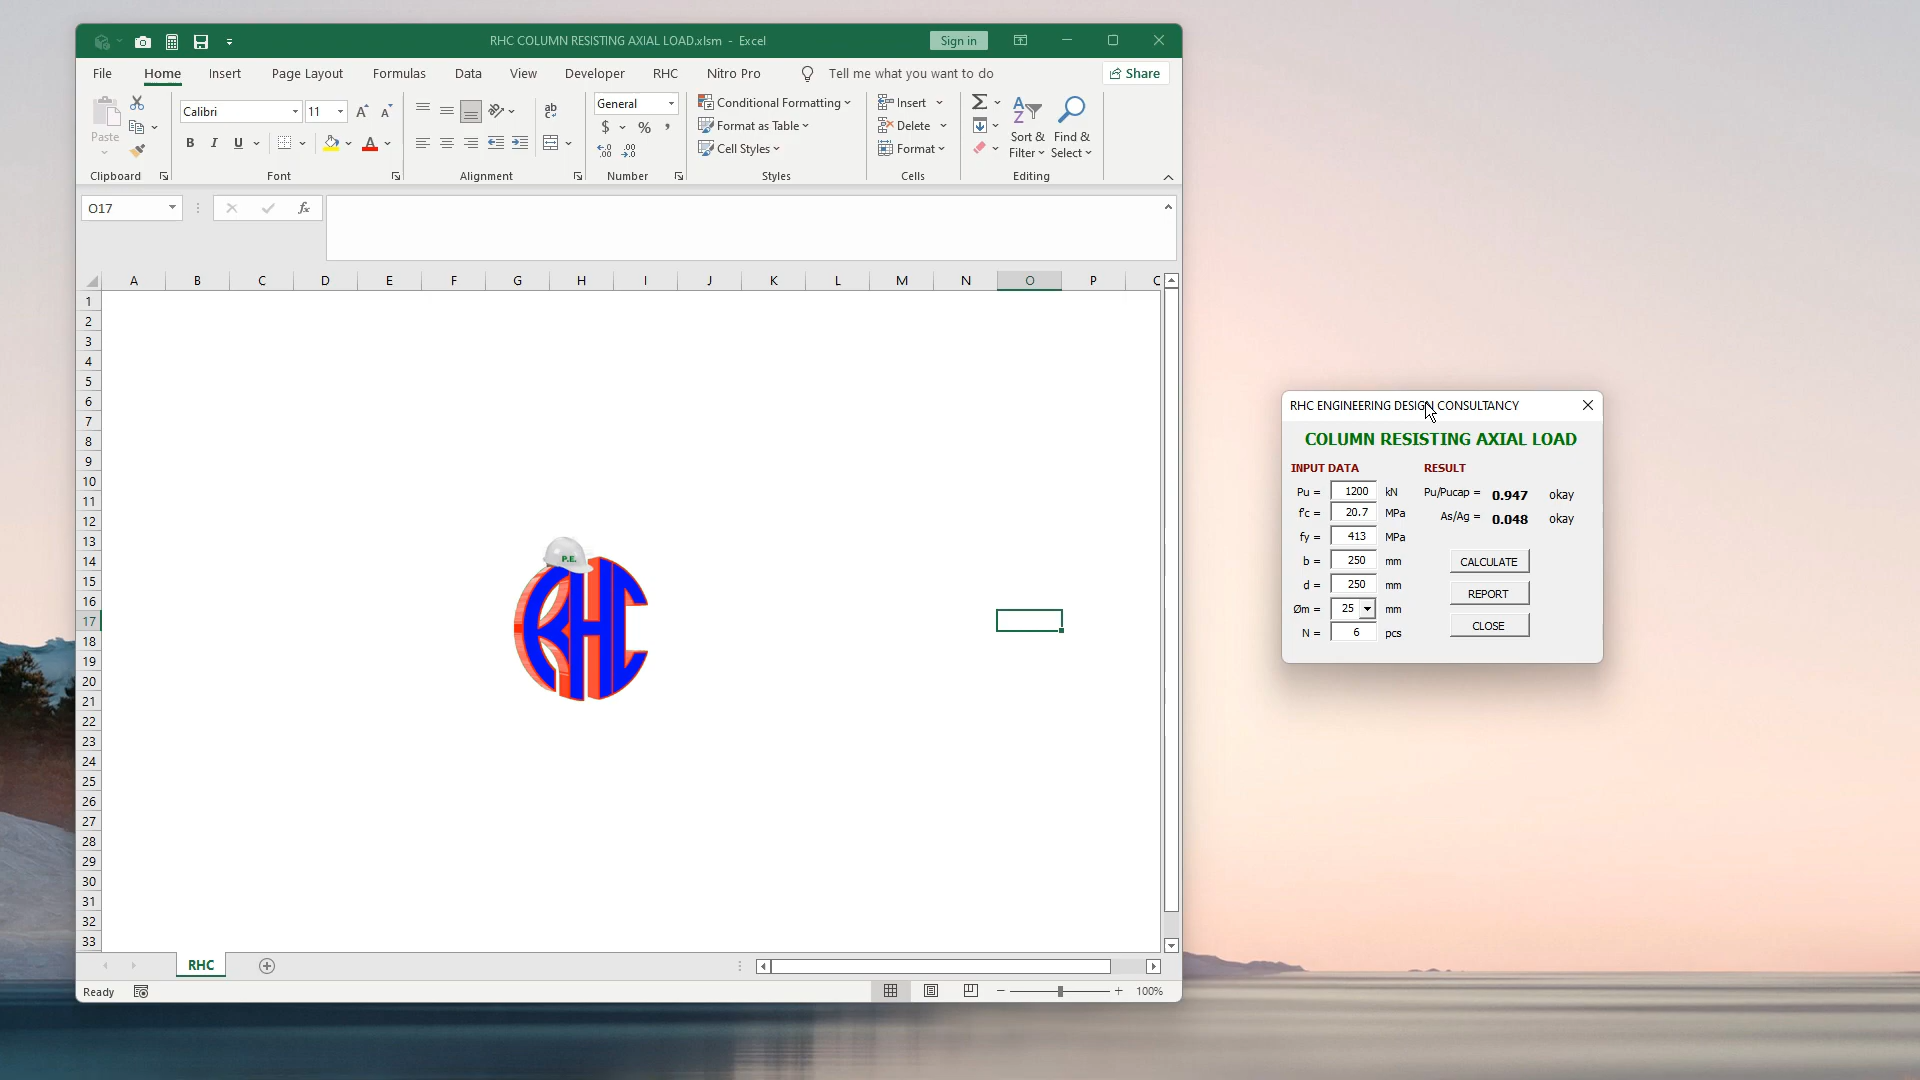 RHC COLUMN RESISTING AXIAL LOAD.xlsm - Excel
Sign in
File Home Insert Page Layout Formulas Data View Developer RHC Nitro Pro Tell me what you want to do Share
Paste
Clipboard
Calibri 11
B I U A
Font
ab
Alignment
General
$ % ,
Number
Conditional Formatting
Format as Table
Cell Styles
Styles
Insert
Delete
Format
Cells
Sort & Filter
Find & Select
Editing
O17 fx
A B C D E F G H I J K L M N O P
1
2
3
4
5
6
7
8
9
10
11
12
13
14
15
16
17
18
19
20
21
22
23
24
25
26
27
28
29
30
31
32
33
P.E.
RHC
RHC
Ready
100%
RHC ENGINEERING DESIGN CONSULTANCY
COLUMN RESISTING AXIAL LOAD
INPUT DATA RESULT
Pu = 1200 kN Pu/Pucap = 0.947 okay
f'c = 20.7 MPa As/Ag = 0.048 okay
fy = 413 MPa
b = 250 mm CALCULATE
d = 250 mm REPORT
Øm = 25 mm
N = 6 pcs CLOSE